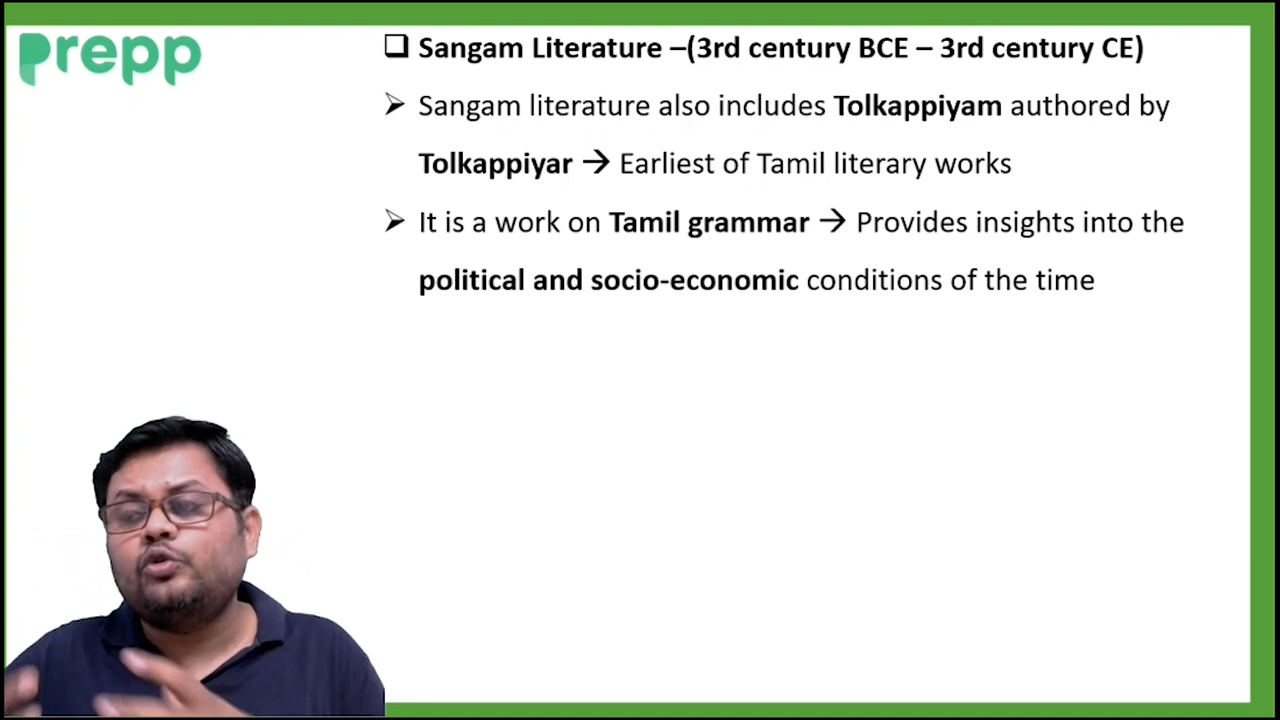 prepp
❑ Sangam Literature –(3rd century BCE – 3rd century CE)
➢ Sangam literature also includes Tolkappiyam authored by
Tolkappiyar → Earliest of Tamil literary works
➢ It is a work on Tamil grammar → Provides insights into the
political and socio-economic conditions of the time